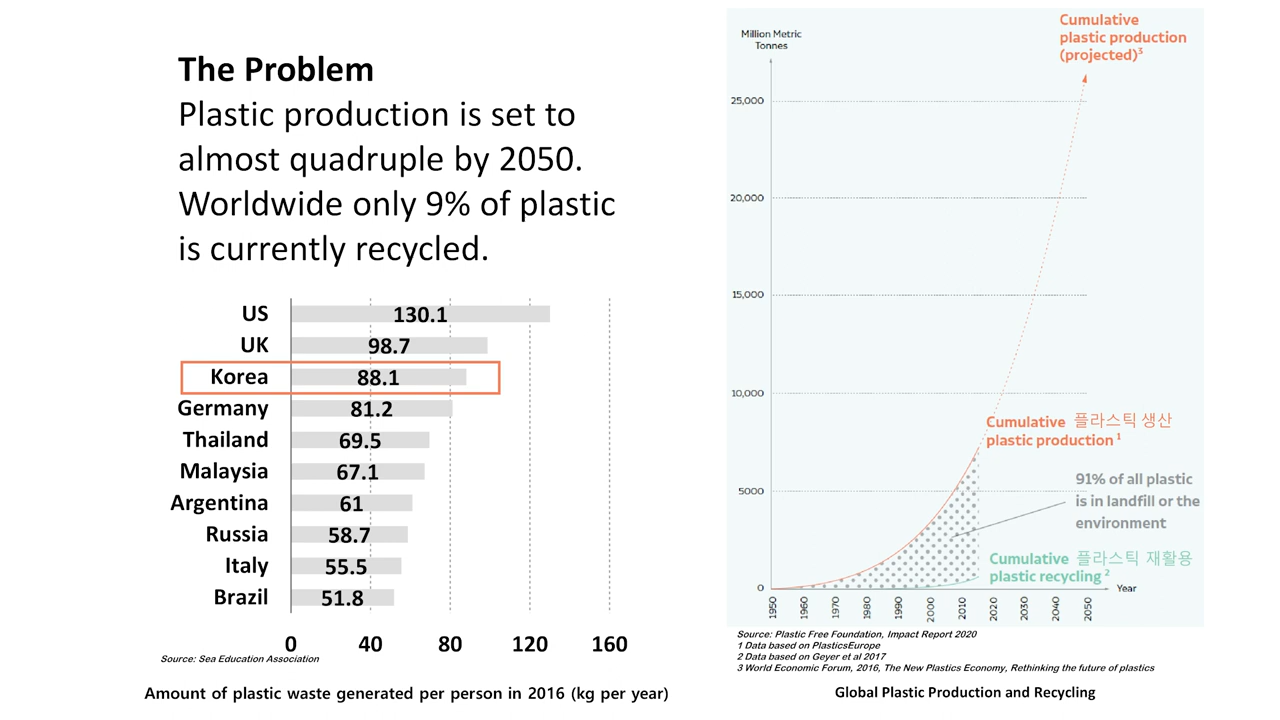 The Problem
Plastic production is set to
almost quadruple by 2050.
Worldwide only 9% of plastic
is currently recycled.
US 130.1
UK 98.7
Korea 88.1
Germany 81.2
Thailand 69.5
Malaysia 67.1
Argentina 61
Russia 58.7
Italy 55.5
Brazil 51.8
0 40 80 120 160
Source: Sea Education Association
Amount of plastic waste generated per person in 2016 (kg per year)
Million Metric
Tonnes
Cumulative
plastic production
(projected)3
25,000
20,000
15,000
10,000
5000
0
Cumulative 플라스틱 생산
plastic production 1
91% of all plastic
is in landfill or the
environment
Cumulative 플라스틱 재활용
plastic recycling 2
Year
1950 1960 1970 1980 1990 2000 2010 2020 2030 2040 2050
Source: Plastic Free Foundation, Impact Report 2020
1 Data based on PlasticsEurope
2 Data based on Geyer et al 2017
3 World Economic Forum, 2016, The New Plastics Economy, Rethinking the future of plastics
Global Plastic Production and Recycling